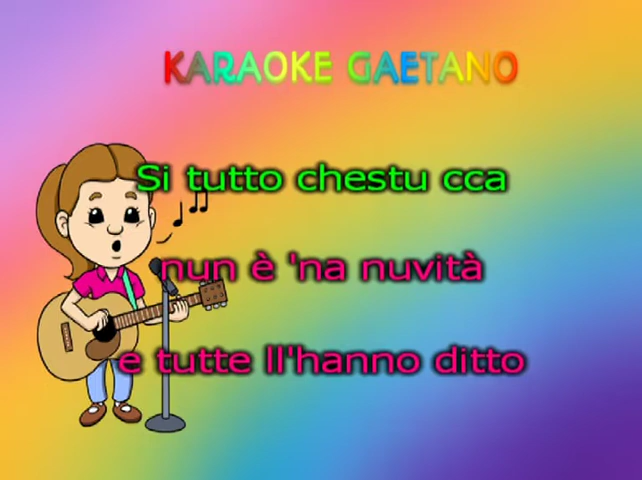 KARAOKE GAETANO
Si tutto chestu cca
nun è 'na nuvità
e tutte ll'hanno ditto